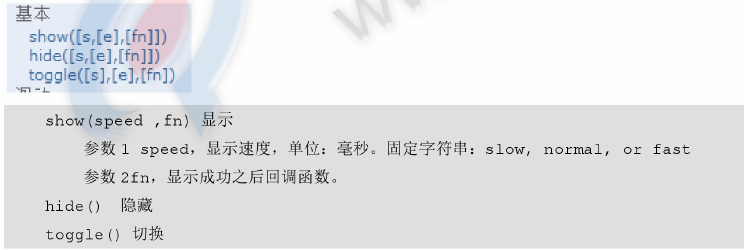 基本
show([s,[e],[fn]])
hide([s,[e],[fn]])
toggle([s],[e],[fn])
show(speed ,fn) 显示
参数 1 speed，显示速度，单位：毫秒。固定字符串：slow, normal, or fast
参数 2fn，显示成功之后回调函数。
hide() 隐藏
toggle() 切换